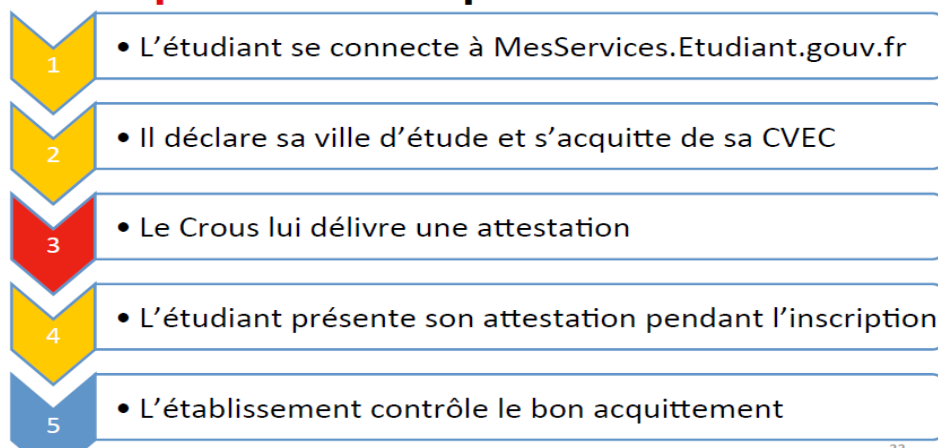 1
• L’étudiant se connecte à MesServices.Etudiant.gouv.fr
2
• Il déclare sa ville d’étude et s’acquitte de sa CVEC
3
• Le Crous lui délivre une attestation
4
• L’étudiant présente son attestation pendant l’inscription
5
• L’établissement contrôle le bon acquittement